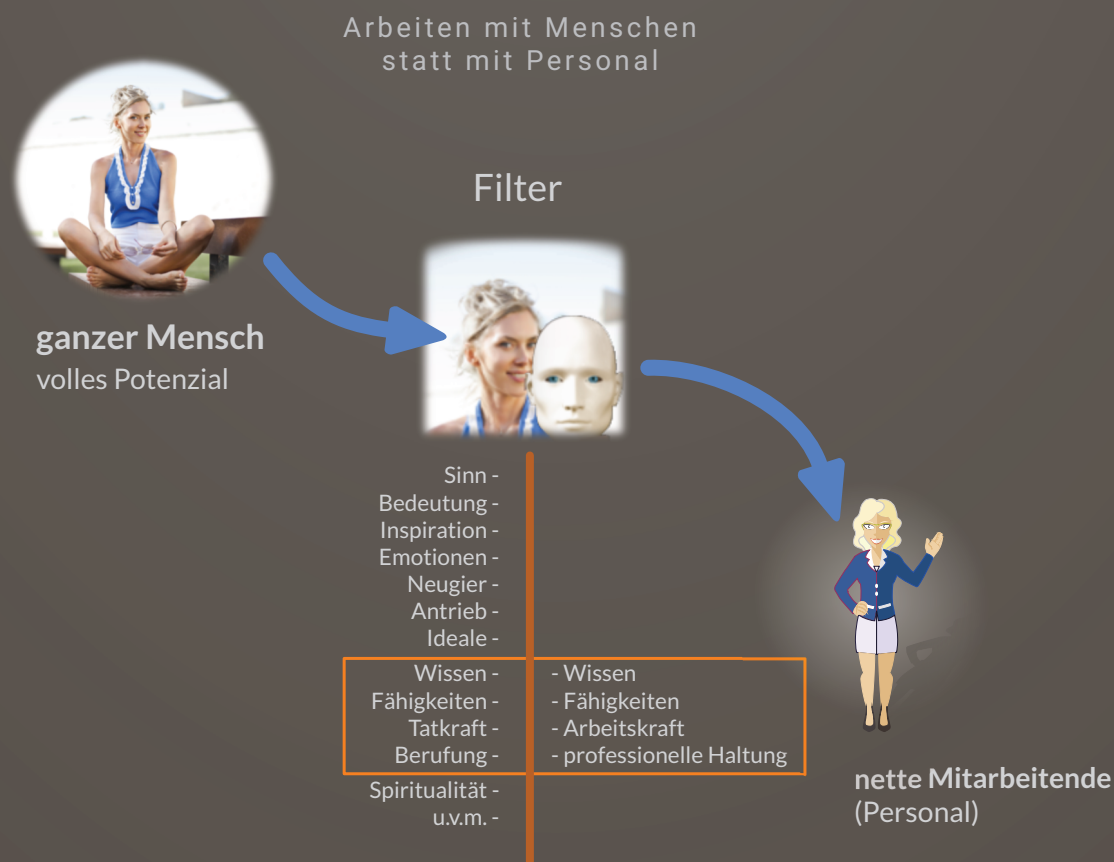 Arbeiten mit Menschen
statt mit Personal
Filter
ganzer Mensch
volles Potenzial
Sinn -
Bedeutung -
Inspiration -
Emotionen -
Neugier -
Antrieb -
Ideale -
Wissen -
Fähigkeiten -
Tatkraft -
Berufung -
Spiritualität -
u.v.m. -
- Wissen
- Fähigkeiten
- Arbeitskraft
- professionelle Haltung
nette Mitarbeitende
(Personal)